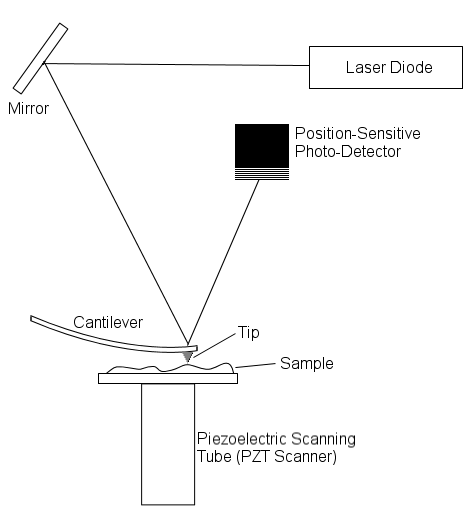 Laser Diode
Mirror
Position-Sensitive
Photo-Detector
Cantilever
Tip
Sample
Piezoelectric Scanning
Tube (PZT Scanner)